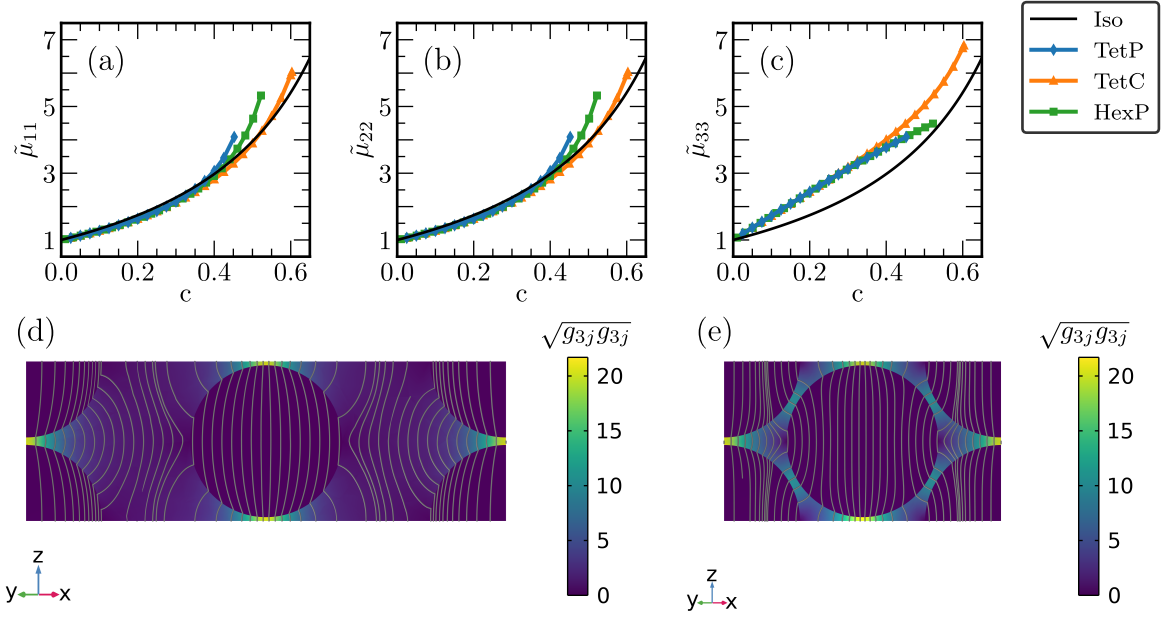 (a)
7
5
3
1
μ̃₁₁
0.0 0.2 0.4 0.6
c
(b)
7
5
3
1
μ̃₂₂
0.0 0.2 0.4 0.6
c
(c)
7
5
3
1
μ̃₃₃
0.0 0.2 0.4 0.6
c
Iso
TetP
TetC
HexP
(d)
√g₃ⱼg₃ⱼ
20
15
10
5
0
z
y x
(e)
√g₃ⱼg₃ⱼ
20
15
10
5
0
z
y x